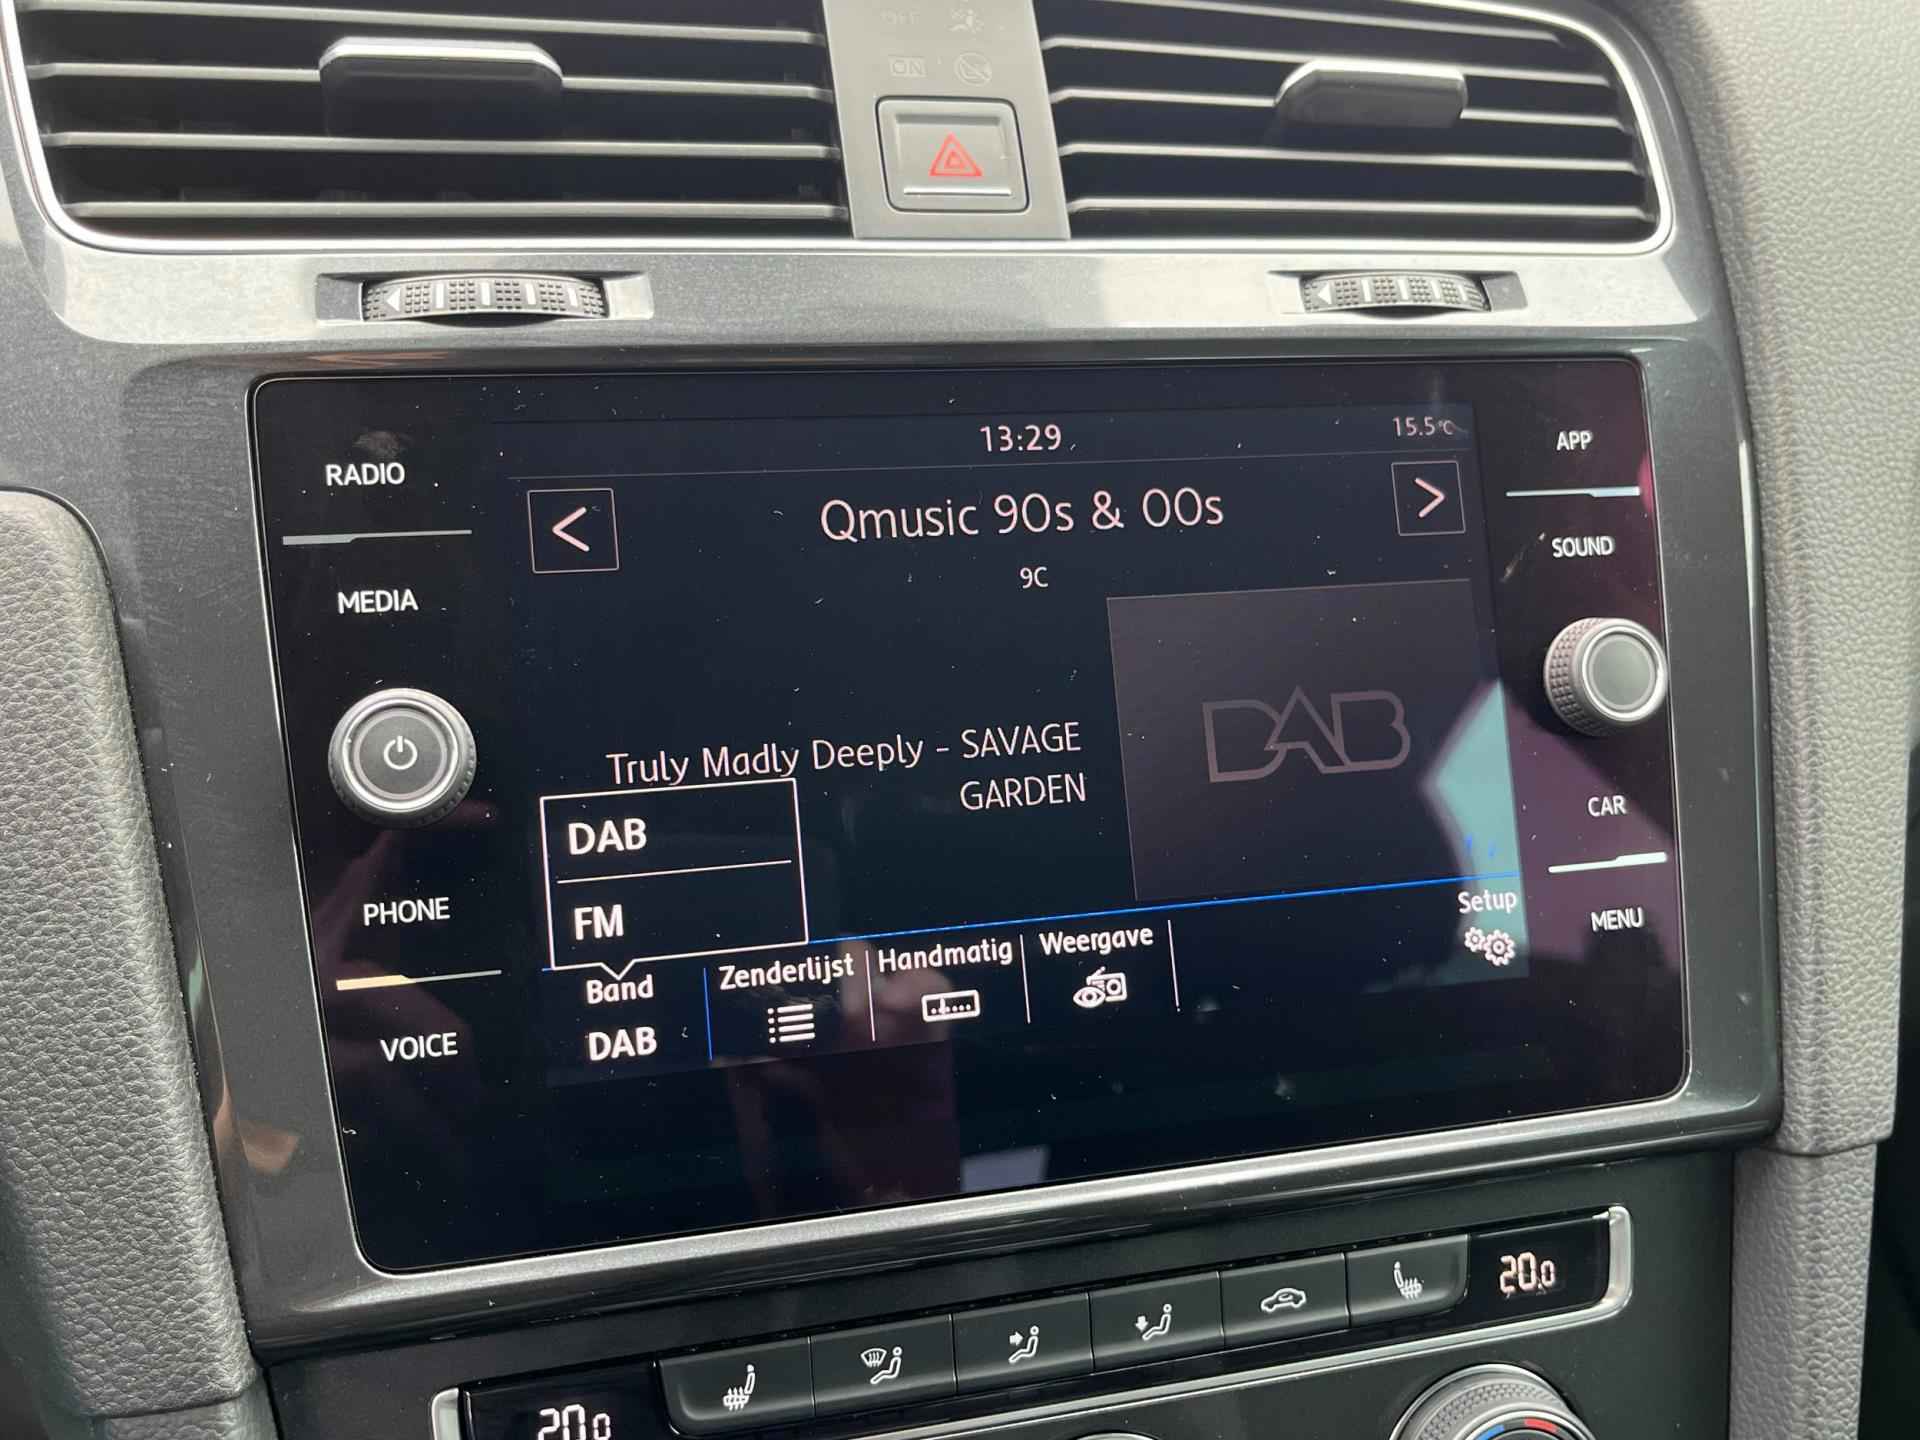 OFF
ON
13:29
15.5°C
RADIO
MEDIA
PHONE
VOICE
< Qmusic 90s & 00s >
9C
Truly Madly Deeply - SAVAGE
GARDEN
DAB
DAB
FM
Band
DAB
Zenderlijst
Handmatig
Weergave
Setup
APP
SOUND
CAR
MENU
20.0
20.0